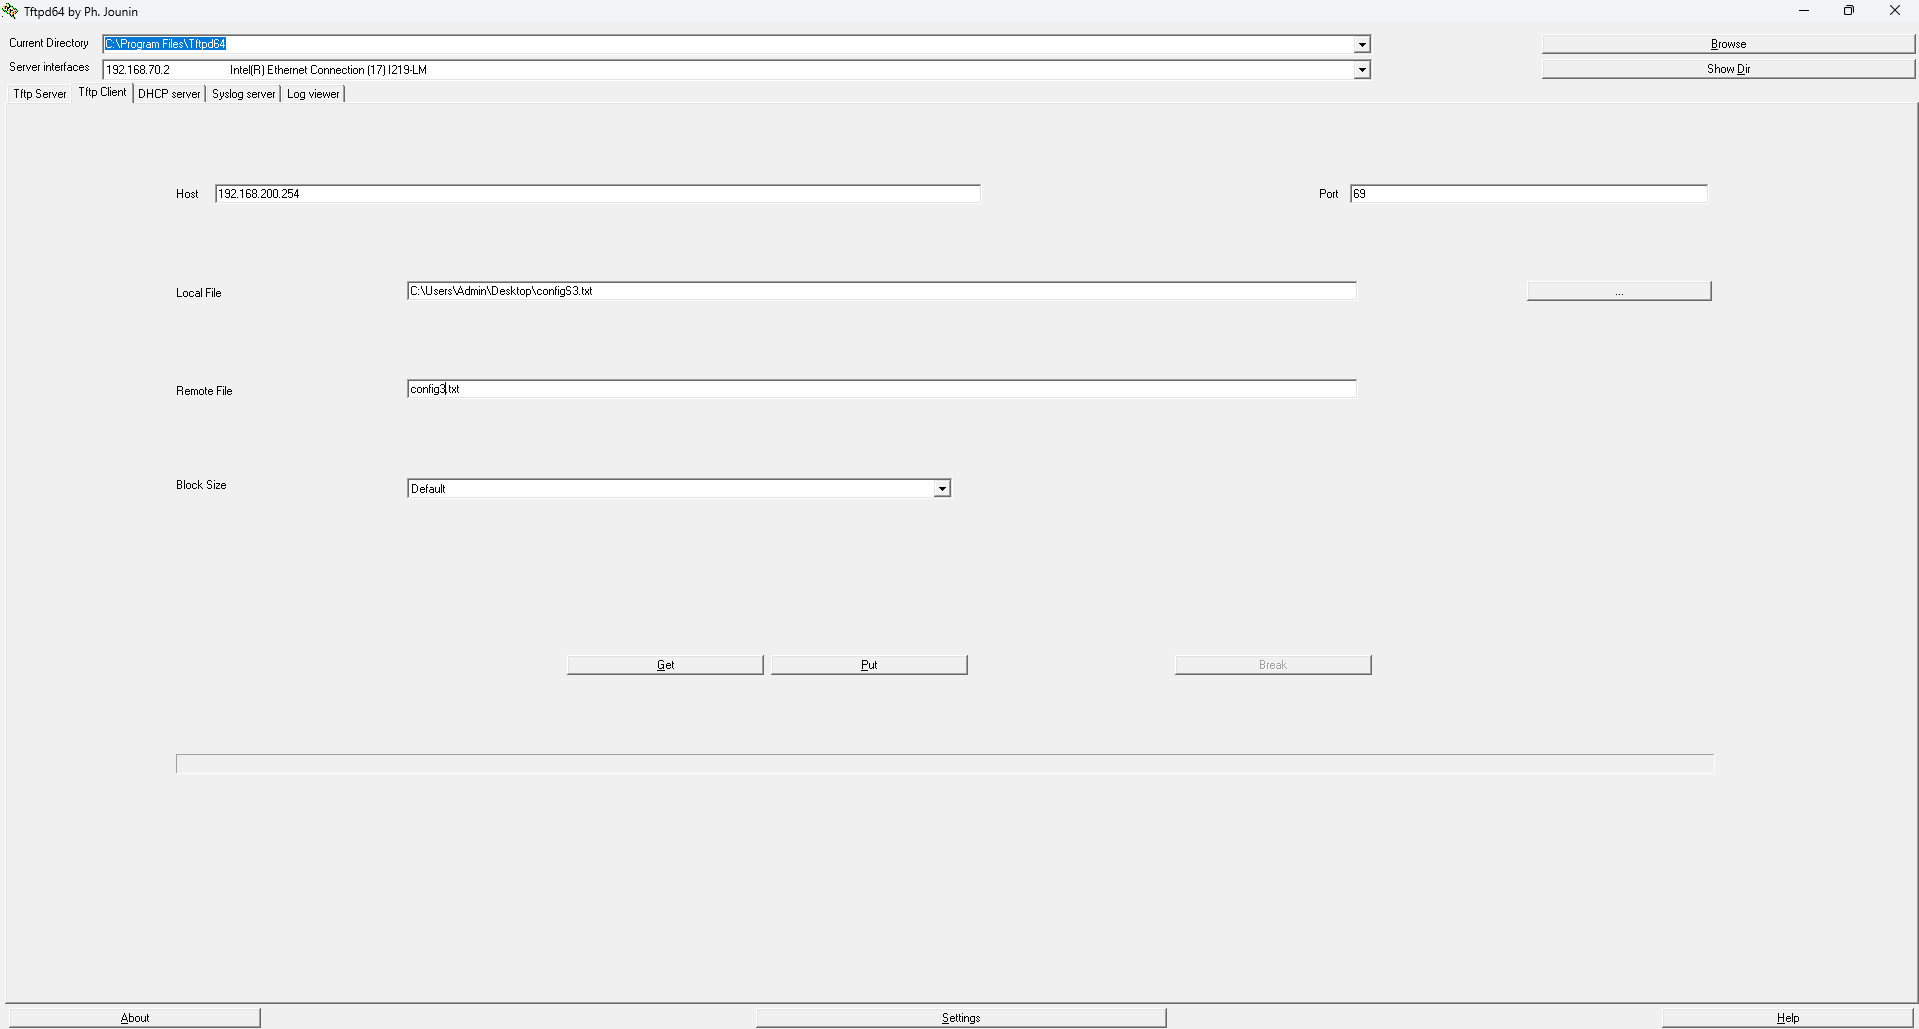 Tftpd64 by Ph. Jounin
Current Directory C:\Program Files\Tftpd64 Browse
Server interfaces 192.168.70.2 Intel(R) Ethernet Connection (17) I219-LM Show Dir
Tftp Server Tftp Client DHCP server Syslog server Log viewer
Host 192.168.200.254 Port 69
Local File C:\Users\Admin\Desktop\configS3.txt ...
Remote File config3.txt
Block Size Default
Get Put Break
About Settings Help